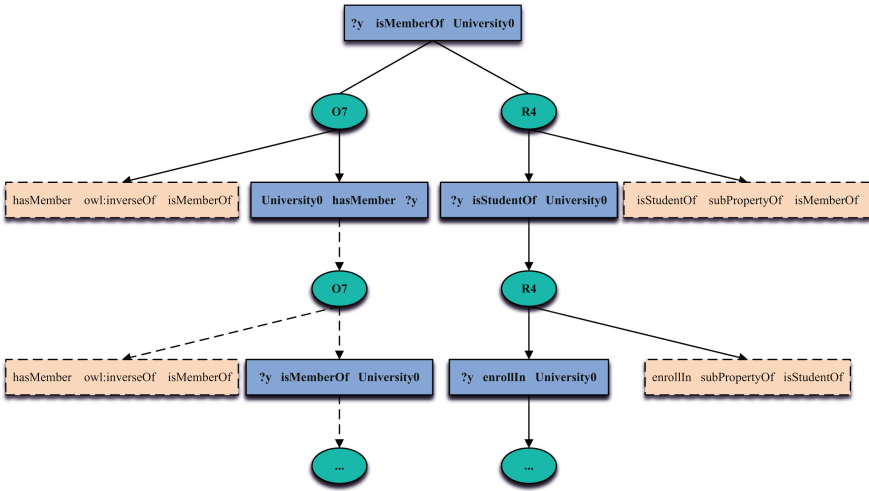 ?y isMemberOf University0
O7
R4
hasMember owl:inverseOf isMemberOf
University0 hasMember ?y
?y isStudentOf University0
isStudentOf subPropertyOf isMemberOf
O7
R4
hasMember owl:inverseOf isMemberOf
?y isMemberOf University0
?y enrollIn University0
enrollIn subPropertyOf isStudentOf
...
...